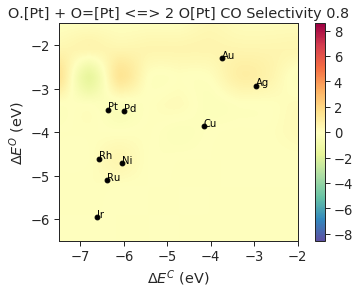 O.[Pt] + O=[Pt] <=> 2 O[Pt] CO Selectivity 0.8
−2
−3
−4
−5
−6
ΔE^O (eV)
Au
Ag
Pt
Pd
Cu
Rh
Ni
Ru
Ir
−7
−6
−5
−4
−3
−2
ΔE^C (eV)
8
6
4
2
0
−2
−4
−6
−8